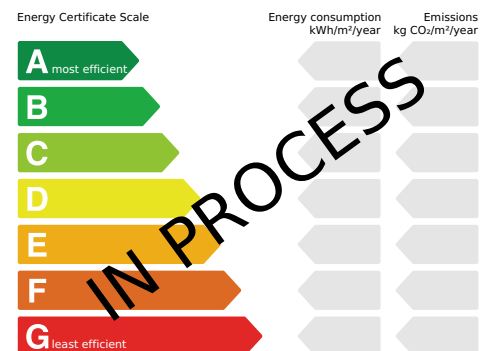 Energy Certificate Scale
Energy consumption
kWh/m²/year
Emissions
kg CO₂/m²/year
A most efficient
B
C
D
E
F
G least efficient
IN PROCESS